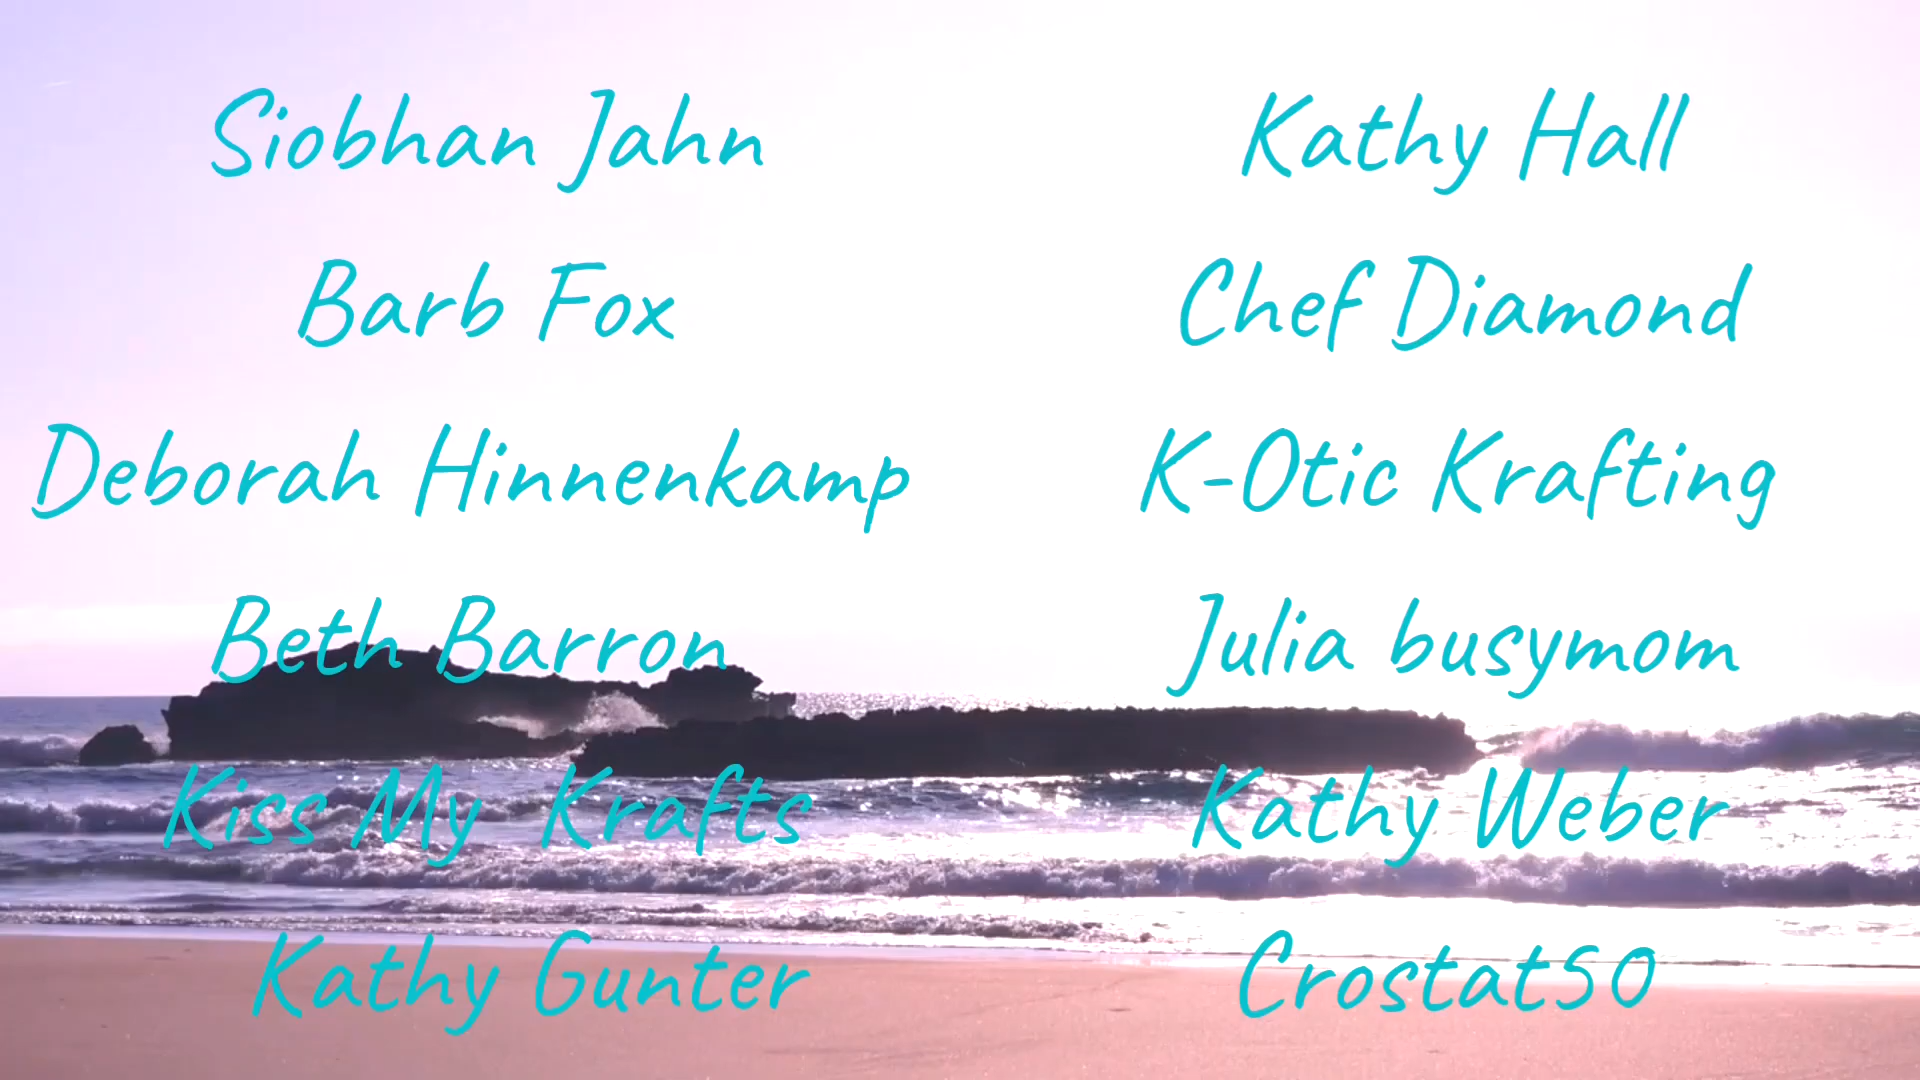 Siobhan Jahn
Barb Fox
Deborah Hinnenkamp
Beth Barron
Kiss My Krafts
Kathy Gunter
Kathy Hall
Chef Diamond
K-Otic Krafting
Julia busymom
Kathy Weber
Crostat50